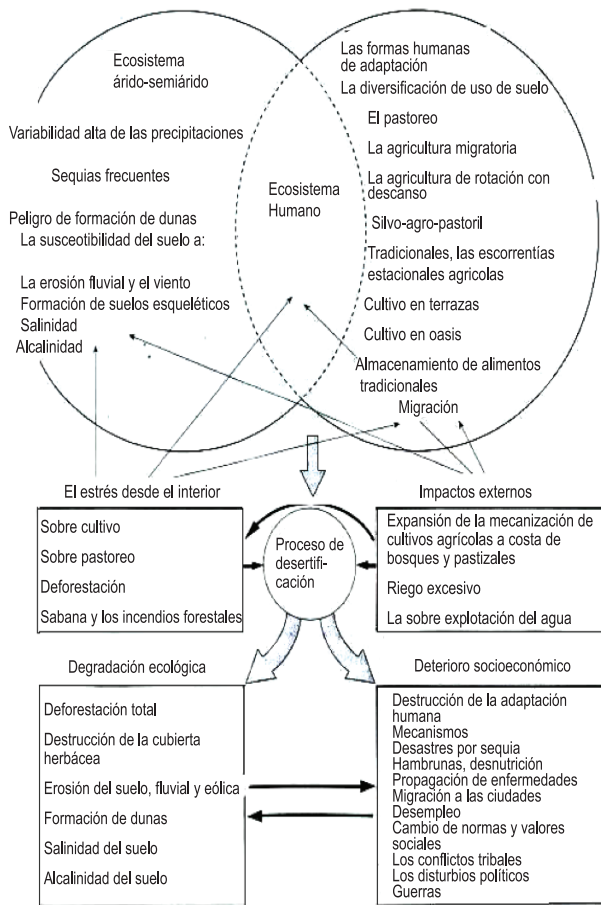 Ecosistema
árido-semiárido
Variabilidad alta de las precipitaciones
Sequias frecuentes
Peligro de formación de dunas
La susceotibilidad del suelo a:
La erosión fluvial y el viento
Formación de suelos esqueléticos
Salinidad
Alcalinidad
Ecosistema
Humano
Las formas humanas
de adaptación
La diversificación de uso de suelo
El pastoreo
La agricultura migratoria
La agricultura de rotación con
descanso
Silvo-agro-pastoril
Tradicionales, las escorrentías
estacionales agricolas
Cultivo en terrazas
Cultivo en oasis
Almacenamiento de alimentos
tradicionales
Migración
El estrés desde el interior
Sobre cultivo
Sobre pastoreo
Deforestación
Sabana y los incendios forestales
Proceso de
desertifi-
cación
Impactos externos
Expansión de la mecanización de
cultivos agrícolas a costa de
bosques y pastizales
Riego excesivo
La sobre explotación del agua
Degradación ecológica
Deforestación total
Destrucción de la cubierta
herbácea
Erosión del suelo, fluvial y eólica
Formación de dunas
Salinidad del suelo
Alcalinidad del suelo
Deterioro socioeconómico
Destrucción de la adaptación
humana
Mecanismos
Desastres por sequia
Hambrunas, desnutrición
Propagación de enfermedades
Migración a las ciudades
Desempleo
Cambio de normas y valores
sociales
Los conflictos tribales
Los disturbios políticos
Guerras